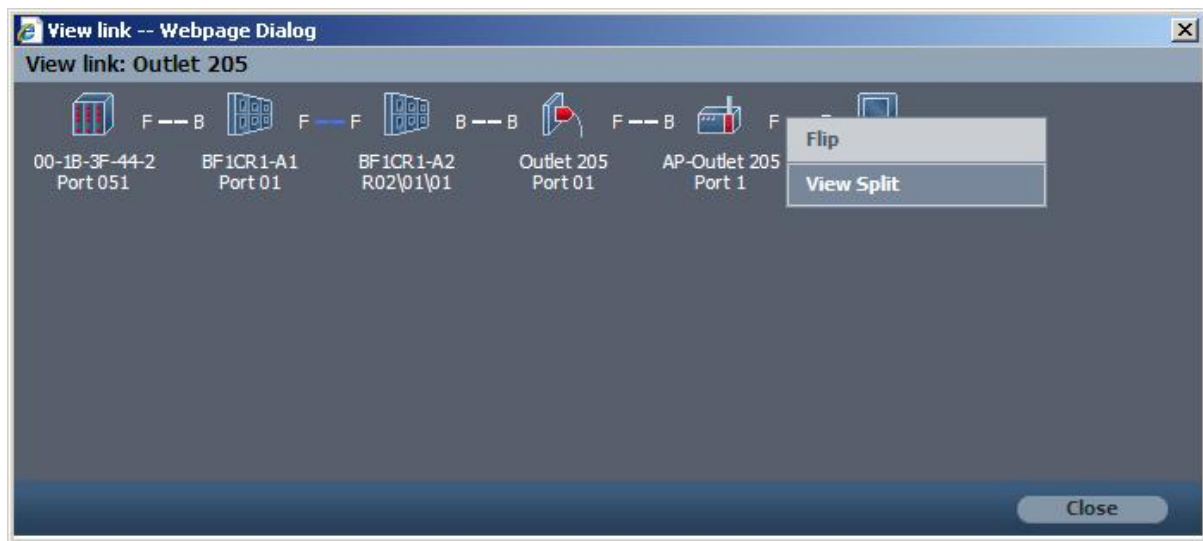 View link -- Webpage Dialog
View link: Outlet 205
F -- B F -- F B -- B F -- B F
00-1B-3F-44-2 BF1CR1-A1 BF1CR1-A2 Outlet 205 AP-Outlet 205
Port 051 Port 01 R02\01\01 Port 01 Port 1
Flip
View Split
Close